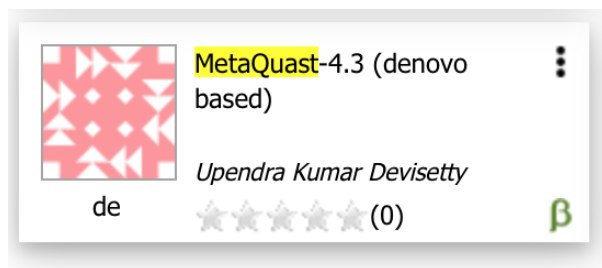 MetaQuast-4.3 (denovo
based)
Upendra Kumar Devisetty
de
(0)
β